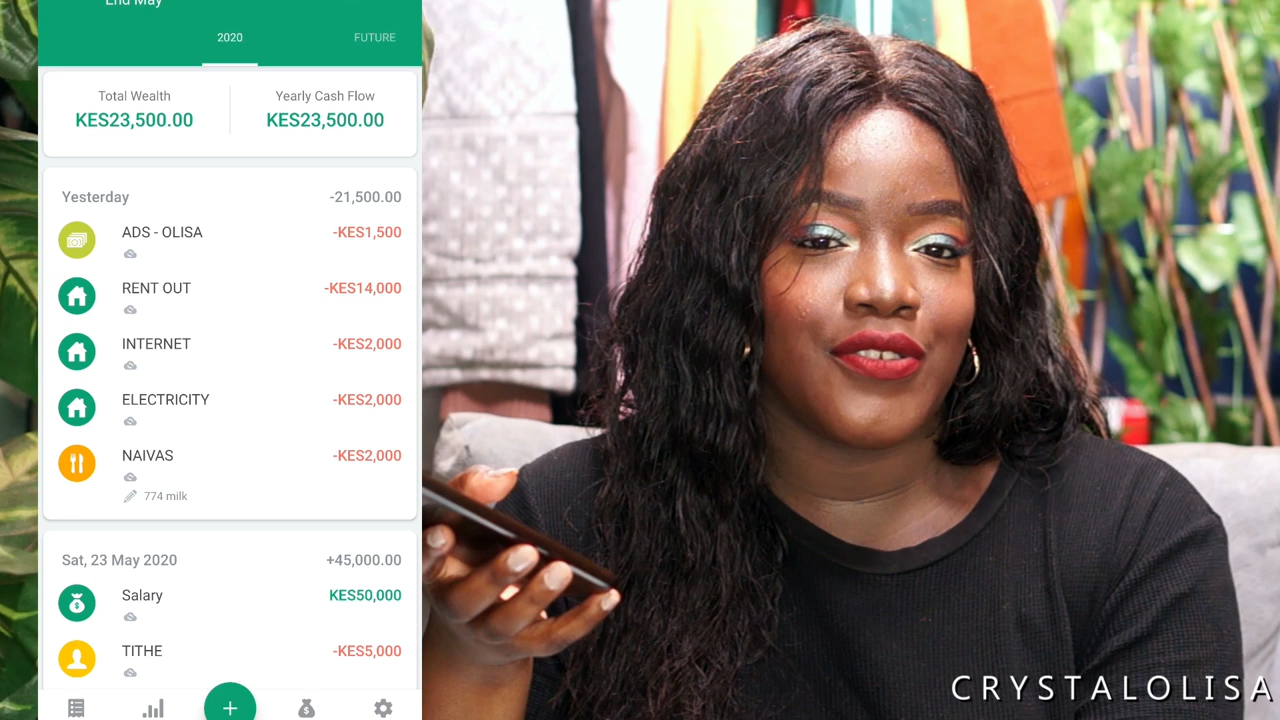 End May
2020 FUTURE
Total Wealth Yearly Cash Flow
KES23,500.00 KES23,500.00
Yesterday -21,500.00
ADS - OLISA -KES1,500
RENT OUT -KES14,000
INTERNET -KES2,000
ELECTRICITY -KES2,000
NAIVAS -KES2,000
774 milk
Sat, 23 May 2020 +45,000.00
Salary KES50,000
TITHE -KES5,000
CRYSTALOLISA